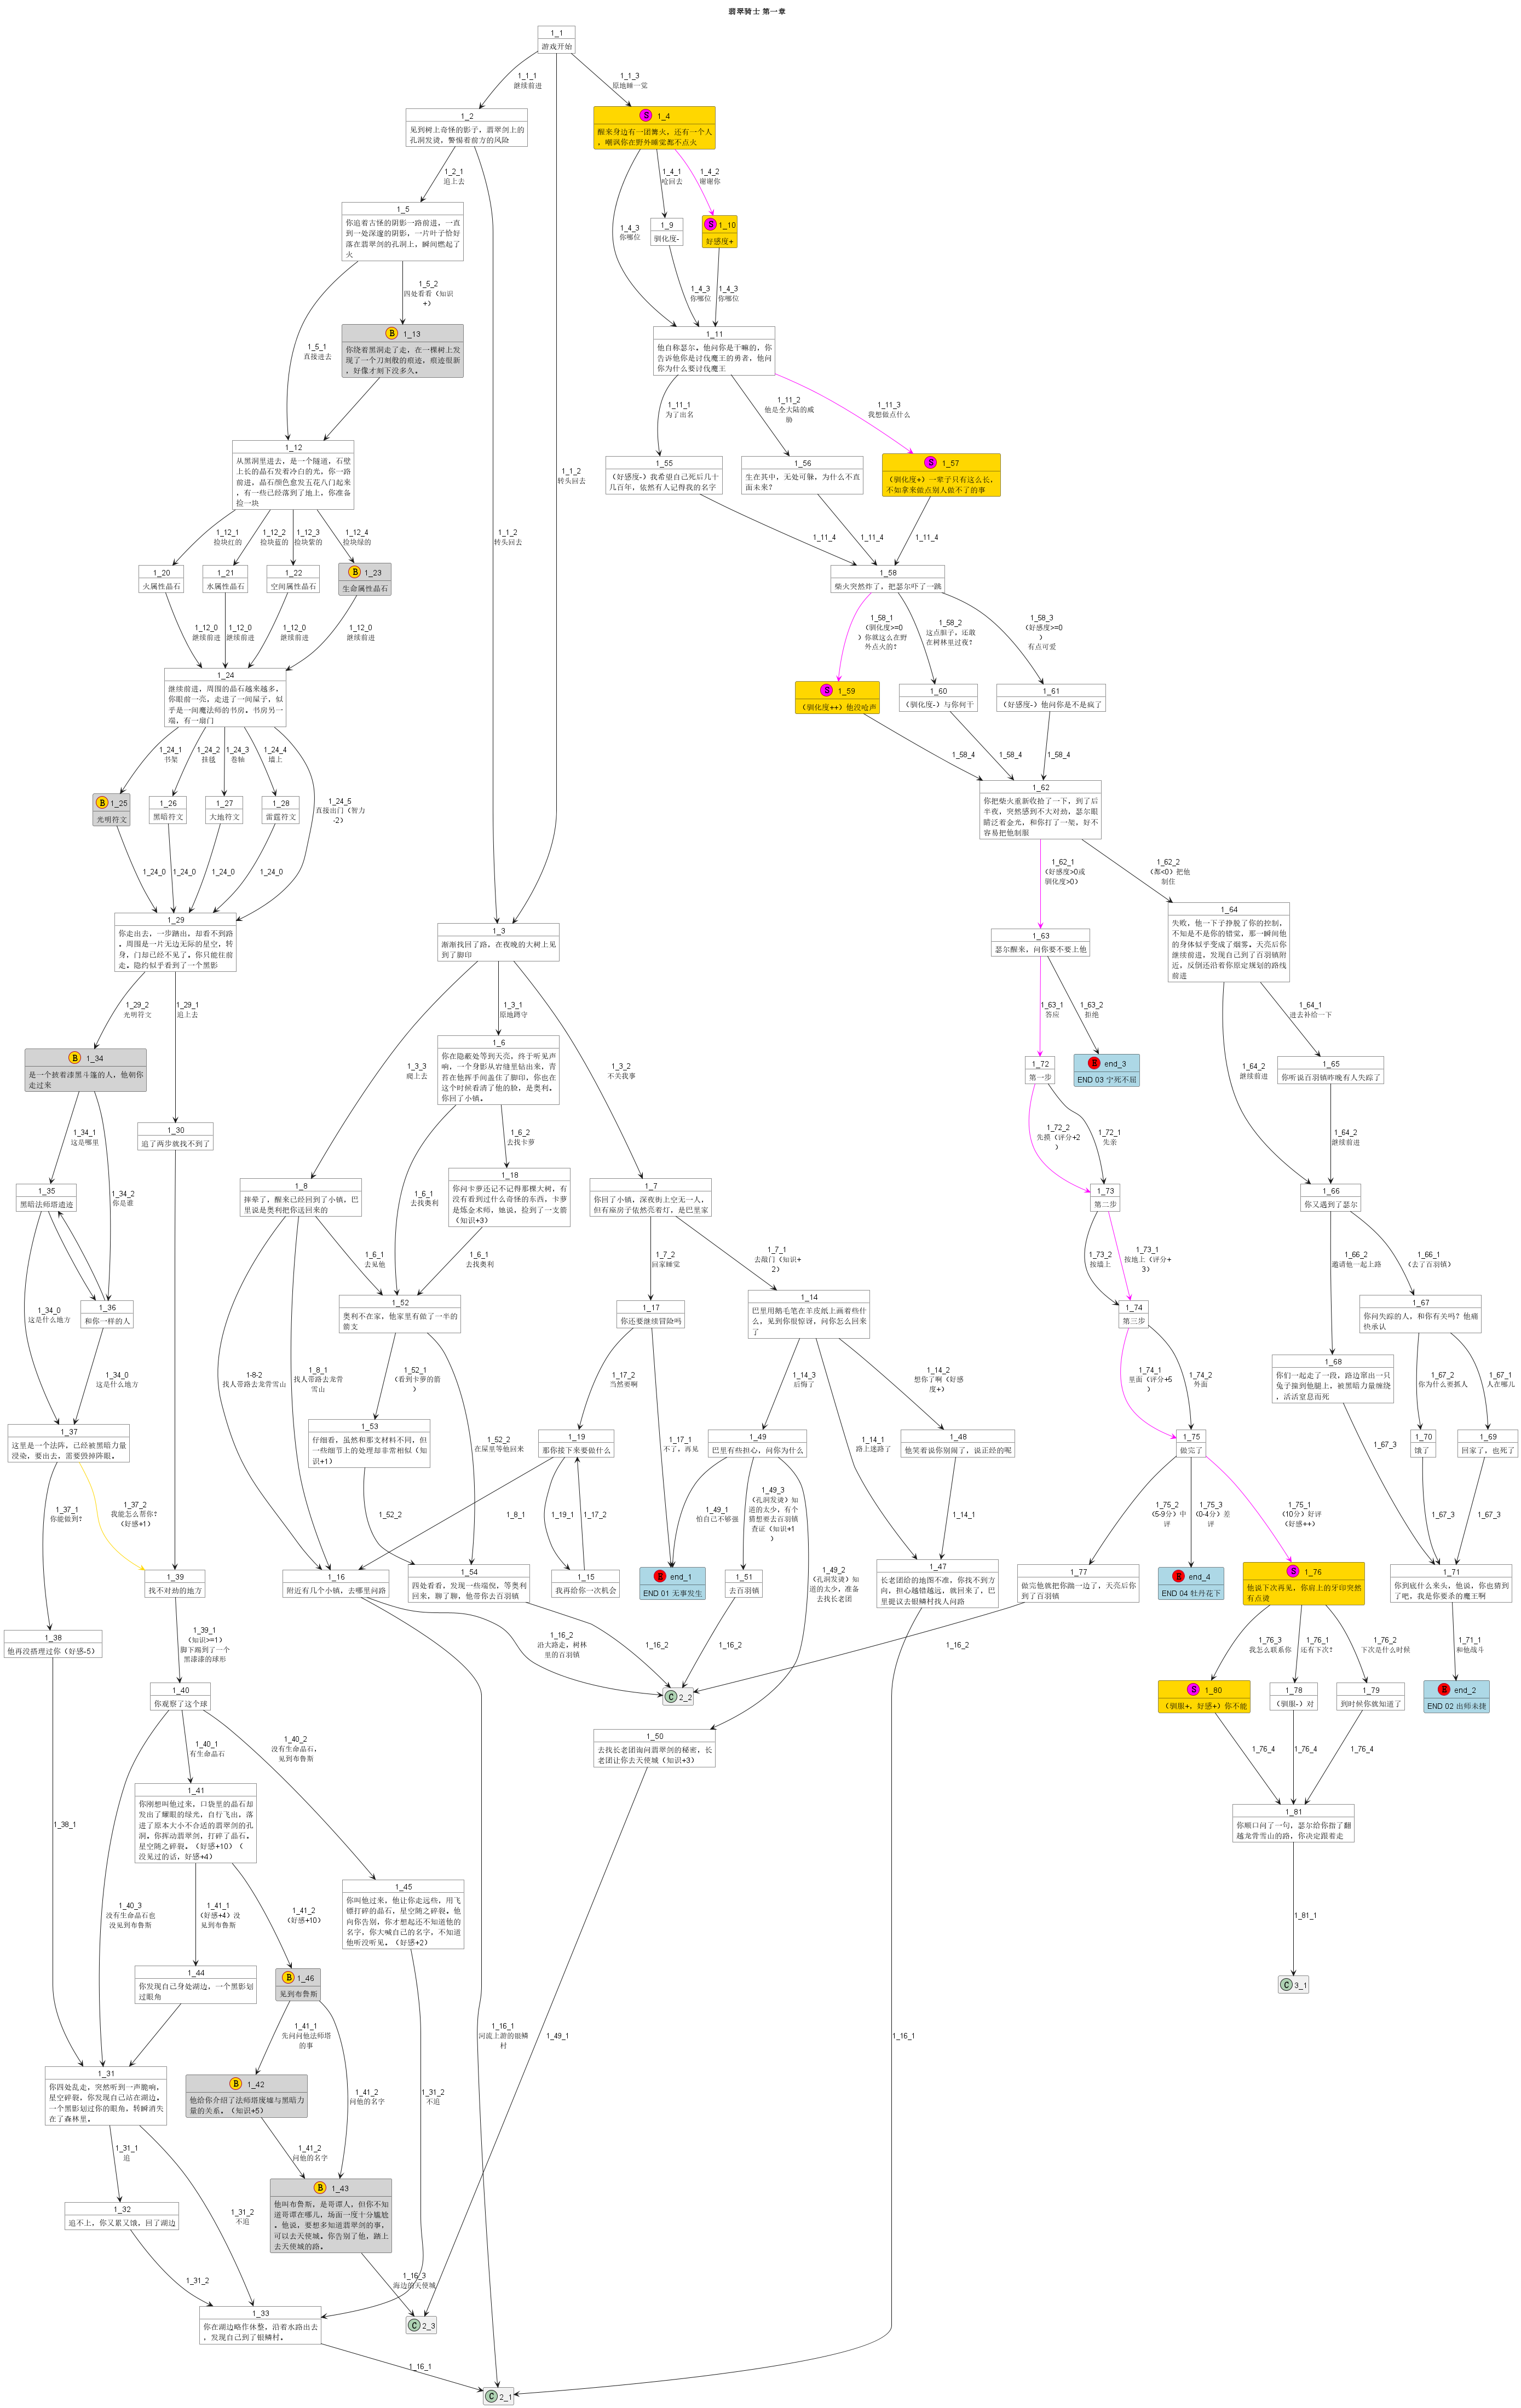 翡翠骑士 第一章
1_1
游戏开始
1_1_1
继续前进
1_1_3
原地睡一觉
1_2
见到树上奇怪的影子，翡翠剑上的
孔洞发烫，警惕着前方的风险
S 1_4
醒来身边有一团篝火，还有一个人
，嘲讽你在野外睡觉都不点火
1_2_1
追上去
1_4_1
呛回去
1_4_2
谢谢你
1_5
你追着古怪的阴影一路前进，一直
到一处深邃的阴影，一片叶子恰好
落在翡翠剑的孔洞上，瞬间燃起了
火
1_4_3
你哪位
1_9
驯化度-
S 1_10
好感度+
1_5_2
四处看看（知识
+）
1_4_3
你哪位
1_4_3
你哪位
1_5_1
直接进去
B 1_13
你绕着黑洞走了走，在一棵树上发
现了一个刀刻般的痕迹，痕迹很新
，好像才刻下没多久。
1_11
他自称瑟尔。他问你是干嘛的，你
告诉他你是讨伐魔王的勇者，他问
你为什么要讨伐魔王
1_11_1
为了出名
1_11_2
他是全大陆的威
胁
1_11_3
我想做点什么
1_12
从黑洞里进去，是一个隧道，石壁
上长的晶石发着冷白的光，你一路
前进，晶石颜色愈发五花八门起来
，有一些已经落到了地上，你准备
捡一块
1_1_2
转头回去
1_55
（好感度-）我希望自己死后几十
几百年，依然有人记得我的名字
1_56
生在其中，无处可躲，为什么不直
面未来？
S 1_57
（驯化度+）一辈子只有这么长，
不如拿来做点别人做不了的事
1_12_1
捡块红的
1_12_2
捡块蓝的
1_12_3
捡块紫的
1_12_4
捡块绿的
1_11_4
1_11_4
1_11_4
1_20
火属性晶石
1_21
水属性晶石
1_22
空间属性晶石
B 1_23
生命属性晶石
1_58
柴火突然炸了，把瑟尔吓了一跳
1_12_0
继续前进
1_12_0
继续前进
1_12_0
继续前进
1_12_0
继续前进
1_58_1
（驯化度>=0
）你就这么在野
外点火的？
1_58_2
这点胆子，还敢
在树林里过夜？
1_58_3
（好感度>=0
）
有点可爱
1_24
继续前进，周围的晶石越来越多，
你眼前一亮，走进了一间屋子，似
乎是一间魔法师的书房。书房另一
端，有一扇门
S 1_59
（驯化度++）他没吭声
1_60
（驯化度-）与你何干
1_61
（好感度-）他问你是不是疯了
1_24_1
书架
1_24_2
挂毯
1_24_3
卷轴
1_24_4
墙上
1_24_5
直接出门（智力
-2）
1_58_4
1_58_4
1_58_4
B 1_25
光明符文
1_26
黑暗符文
1_27
大地符文
1_28
雷霆符文
1_62
你把柴火重新收拾了一下，到了后
半夜，突然感到不大对劲，瑟尔眼
睛泛着金光，和你打了一架，好不
容易把他制服
1_24_0
1_24_0
1_24_0
1_24_0
1_62_1
（好感度>0或
驯化度>0）
1_62_2
（都<0）把他
制住
1_29
你走出去，一步踏出，却看不到路
。周围是一片无边无际的星空，转
身，门却已经不见了。你只能往前
走。隐约似乎看到了一个黑影
1_3
渐渐找回了路，在夜晚的大树上见
到了脚印
1_63
瑟尔醒来，问你要不要上他
1_64
失败，他一下子挣脱了你的控制，
不知是不是你的错觉，那一瞬间他
的身体似乎变成了烟雾。天亮后你
继续前进，发现自己到了百羽镇附
近，反倒还沿着你原定规划的路线
前进
1_29_2
光明符文
1_29_1
追上去
1_3_3
爬上去
1_3_1
原地蹲守
1_3_2
不关我事
1_63_1
答应
1_63_2
拒绝
1_64_1
进去补给一下
1_64_2
继续前进
B 1_34
是一个披着漆黑斗篷的人，他朝你
走过来
1_6
你在隐蔽处等到天亮，终于听见声
响，一个身影从岩缝里钻出来，青
苔在他挥手间盖住了脚印，你也在
这个时候看清了他的脸，是奥利。
你回了小镇。
1_72
第一步
E end_3
END 03 宁死不屈
1_65
你听说百羽镇昨晚有人失踪了
1_30
追了两步就找不到了
1_34_1
这是哪里
1_34_2
你是谁
1_6_2
去找卡萝
1_6_1
去找奥利
1_72_2
先摸（评分+2
）
1_72_1
先亲
1_64_2
继续前进
1_35
黑暗法师塔遗迹
1_8
摔晕了，醒来已经回到了小镇，巴
里说是奥利把你送回来的
1_18
你问卡萝还记不记得那棵大树，有
没有看到过什么奇怪的东西，卡萝
是炼金术师，她说，捡到了一支箭
（知识+3）
1_7
你回了小镇，深夜街上空无一人，
但有座房子依然亮着灯，是巴里家
1_73
第二步
1_66
你又遇到了瑟尔
1_6_1
去见他
1_6_1
去找奥利
1_7_2
回家睡觉
1_7_1
去敲门（知识+
2）
1_73_2
按墙上
1_73_1
按地上（评分+
3）
1_66_2
邀请他一起上路
1_66_1
（去了百羽镇）
1_34_0
这是什么地方
1_36
和你一样的人
1_52
奥利不在家，他家里有做了一半的
箭支
1_17
你还要继续冒险吗
1_14
巴里用鹅毛笔在羊皮纸上画着些什
么，见到你很惊讶，问你怎么回来
了
1_74
第三步
1_67
你问失踪的人，和你有关吗？他痛
快承认
1_34_0
这是什么地方
1-8-2
找人带路去龙脊雪山
1_8_1
找人带路去龙脊
雪山
1_52_1
（看到卡萝的箭
）
1_17_2
当然要啊
1_14_3
后悔了
1_14_2
想你了啊（好感
度+）
1_74_1
里面（评分+5
）
1_74_2
外面
1_68
你们一起走了一段，路边窜出一只
兔子撞到他腿上，被黑暗力量缠绕
，活活窒息而死
1_67_2
你为什么要抓人
1_67_1
人在哪儿
1_37
这里是一个法阵，已经被黑暗力量
浸染，要出去，需要毁掉阵眼。
1_53
仔细看，虽然和那支材料不同，但
一些细节上的处理却非常相似（知
识+1）
1_52_2
在屋里等他回来
1_19
那你接下来要做什么
1_17_1
不了，再见
1_49
巴里有些担心，问你为什么
1_14_1
路上迷路了
1_48
他笑着说你别闹了，说正经的呢
1_75
做完了
1_70
饿了
1_69
回家了，也死了
1_67_3
1_37_1
你能做到？
1_37_2
我能怎么帮你？
（好感+1）
1_52_2
1_8_1
1_19_1
1_17_2
1_49_1
怕自己不够强
1_49_3
（孔洞发烫）知
道的太少，有个
猜想要去百羽镇
查证（知识+1
）
1_14_1
1_75_2
（5-9分）中
评
1_75_3
（0-4分）差
评
1_75_1
（10分）好评
（好感++）
1_67_3
1_67_3
1_39
找不对劲的地方
1_16
附近有几个小镇，去哪里问路
1_54
四处看看，发现一些端倪，等奥利
回来，聊了聊，他带你去百羽镇
1_15
我再给你一次机会
E end_1
END 01 无事发生
1_51
去百羽镇
1_49_2
（孔洞发烫）知
道的太少，准备
去找长老团
1_47
长老团给的地图不准，你找不到方
向，担心越错越远，就回来了，巴
里提议去银鳞村找人问路
1_77
做完他就把你踹一边了，天亮后你
到了百羽镇
E end_4
END 04 牡丹花下
S 1_76
他说下次再见，你肩上的牙印突然
有点烫
1_71
你到底什么来头，他说，你也猜到
了吧，我是你要杀的魔王啊
1_38
他再没搭理过你（好感-5）
1_39_1
（知识>=1）
脚下踢到了一个
黑漆漆的球形
1_16_2
沿大路走，树林
里的百羽镇
1_16_2
1_16_2
1_16_2
1_76_3
我怎么联系你
1_76_1
还有下次？
1_76_2
下次是什么时候
1_71_1
和他战斗
1_40
你观察了这个球
C 2_2
S 1_80
（驯服+，好感+）你不能
1_78
（驯服-）对
1_79
到时候你就知道了
E end_2
END 02 出师未捷
1_40_1
有生命晶石
1_40_2
没有生命晶石，
见到布鲁斯
1_50
去找长老团询问翡翠剑的秘密，长
老团让你去天使城（知识+3）
1_76_4
1_76_4
1_76_4
1_38_1
1_41
你刚想叫他过来，口袋里的晶石却
发出了耀眼的绿光，自行飞出，落
进了原本大小不合适的翡翠剑的孔
洞。你挥动翡翠剑，打碎了晶石。
星空随之碎裂。（好感+10）（
没见过的话，好感+4）
1_81
你顺口问了一句，瑟尔给你指了翻
越龙脊雪山的路，你决定跟着走
1_40_3
没有生命晶石也
没见到布鲁斯
1_41_1
（好感+4）没
见到布鲁斯
1_41_2
（好感+10）
1_45
你叫他过来，他让你走远些，用飞
镖打碎的晶石，星空随之碎裂。他
向你告别，你才想起还不知道他的
名字，你大喊自己的名字，不知道
他听没听见。（好感+2）
1_81_1
1_44
你发现自己身处湖边，一个黑影划
过眼角
B 1_46
见到布鲁斯
C 3_1
1_41_1
先问问他法师塔
的事
1_16_1
河流上游的银鳞
村
1_49_1
1_16_1
1_31
你四处乱走，突然听到一声脆响，
星空碎裂，你发现自己站在湖边。
一个黑影划过你的眼角，转瞬消失
在了森林里。
B 1_42
他给你介绍了法师塔废墟与黑暗力
量的关系。（知识+5）
1_41_2
问他的名字
1_31_2
不追
1_31_1
追
1_41_2
问他的名字
1_32
追不上，你又累又饿，回了湖边
1_31_2
不追
B 1_43
他叫布鲁斯，是哥谭人，但你不知
道哥谭在哪儿，场面一度十分尴尬
。他说，要想多知道翡翠剑的事，
可以去天使城。你告别了他，踏上
去天使城的路。
1_31_2
1_16_3
海边的天使城
1_33
你在湖边略作休整，沿着水路出去
，发现自己到了银鳞村。
C 2_3
1_16_1
C 2_1